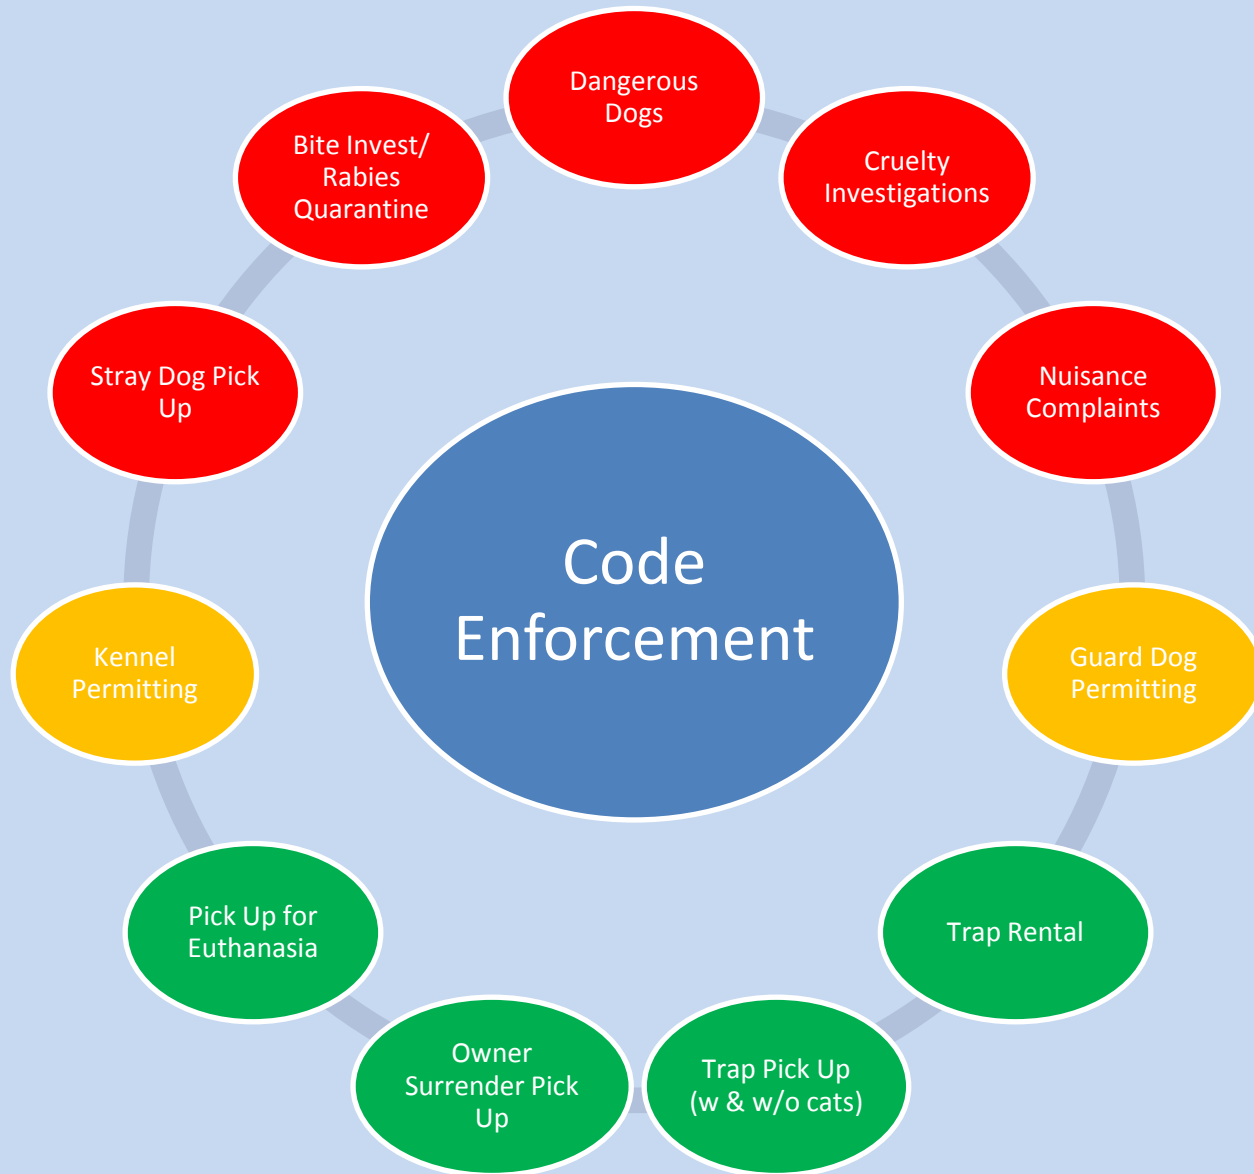 Dangerous
Dogs
Cruelty
Investigations
Nuisance
Complaints
Guard Dog
Permitting
Trap Rental
Trap Pick Up
(w & w/o cats)
Owner
Surrender Pick
Up
Pick Up for
Euthanasia
Kennel
Permitting
Stray Dog Pick
Up
Bite Invest/
Rabies
Quarantine
Code
Enforcement